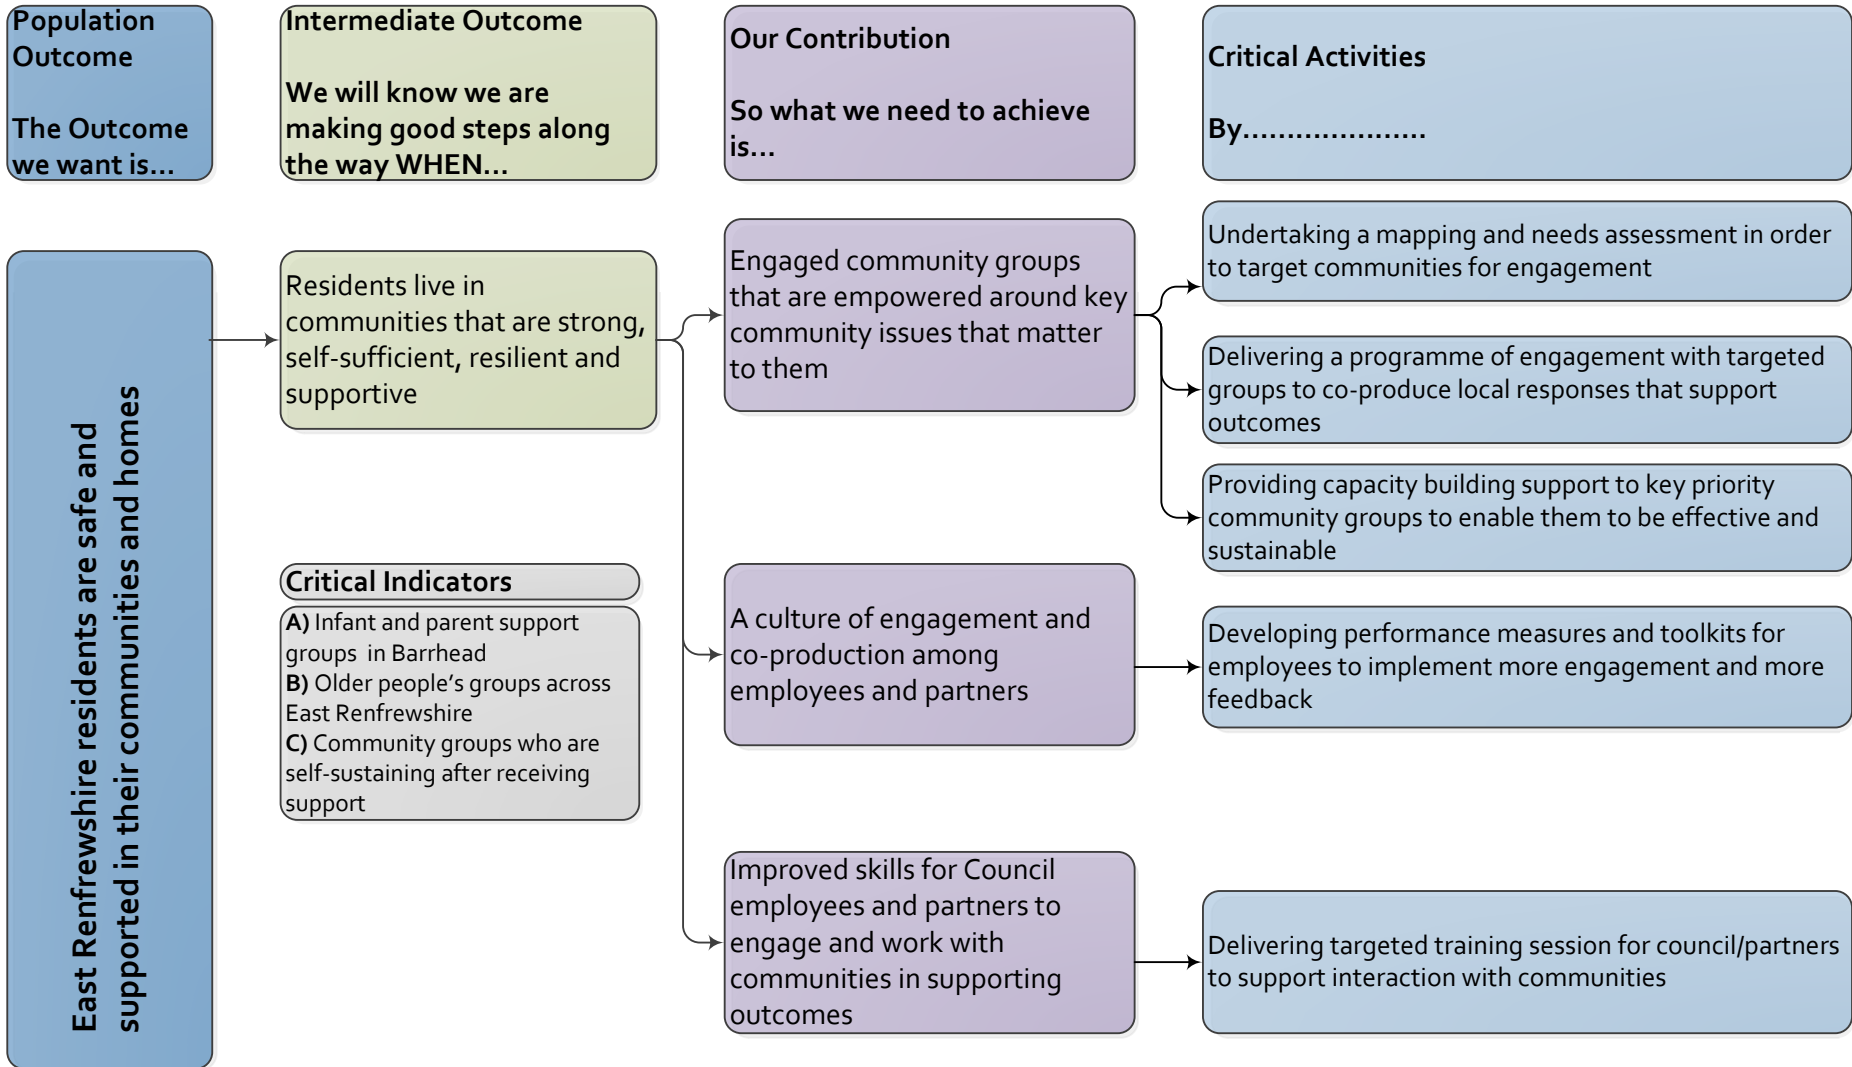 Population
Outcome
The Outcome
we want is...
Intermediate Outcome
We will know we are
making good steps along
the way WHEN...
Our Contribution
So what we need to achieve
is...
Critical Activities
By.....................
East Renfrewshire residents are safe and
supported in their communities and homes
Residents live in
communities that are strong,
self-sufficient, resilient and
supportive
Critical Indicators
A) Infant and parent support
groups in Barrhead
B) Older people's groups across
East Renfrewshire
C) Community groups who are
self-sustaining after receiving
support
Engaged community groups
that are empowered around key
community issues that matter
to them
A culture of engagement and
co-production among
employees and partners
Improved skills for Council
employees and partners to
engage and work with
communities in supporting
outcomes
Undertaking a mapping and needs assessment in order
to target communities for engagement
Delivering a programme of engagement with targeted
groups to co-produce local responses that support
outcomes
Providing capacity building support to key priority
community groups to enable them to be effective and
sustainable
Developing performance measures and toolkits for
employees to implement more engagement and more
feedback
Delivering targeted training session for council/partners
to support interaction with communities